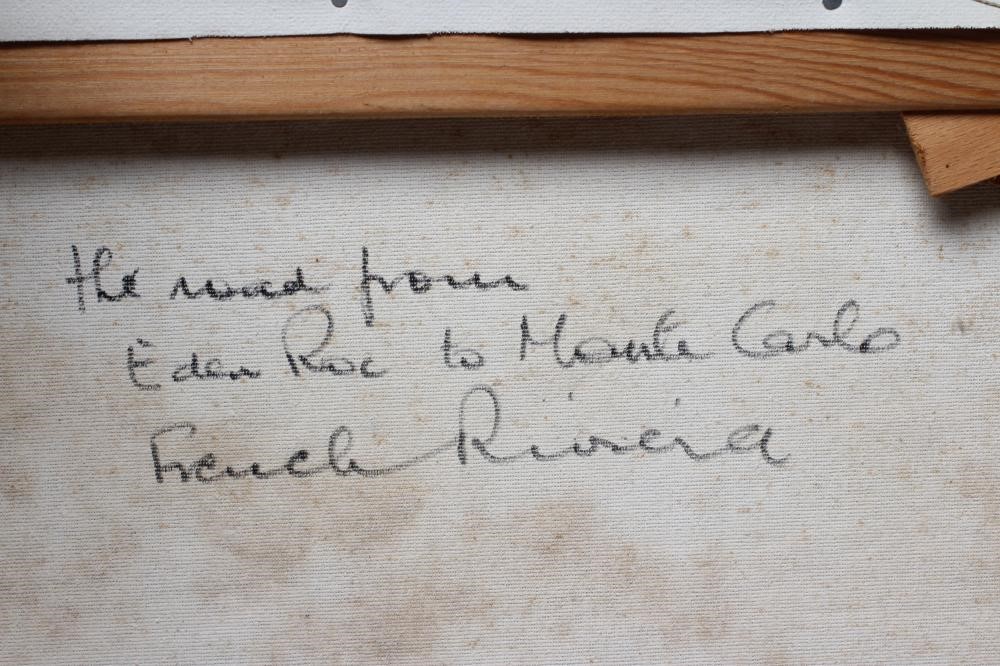 the road from
Eden Roc to Monte Carlo
French Riviera